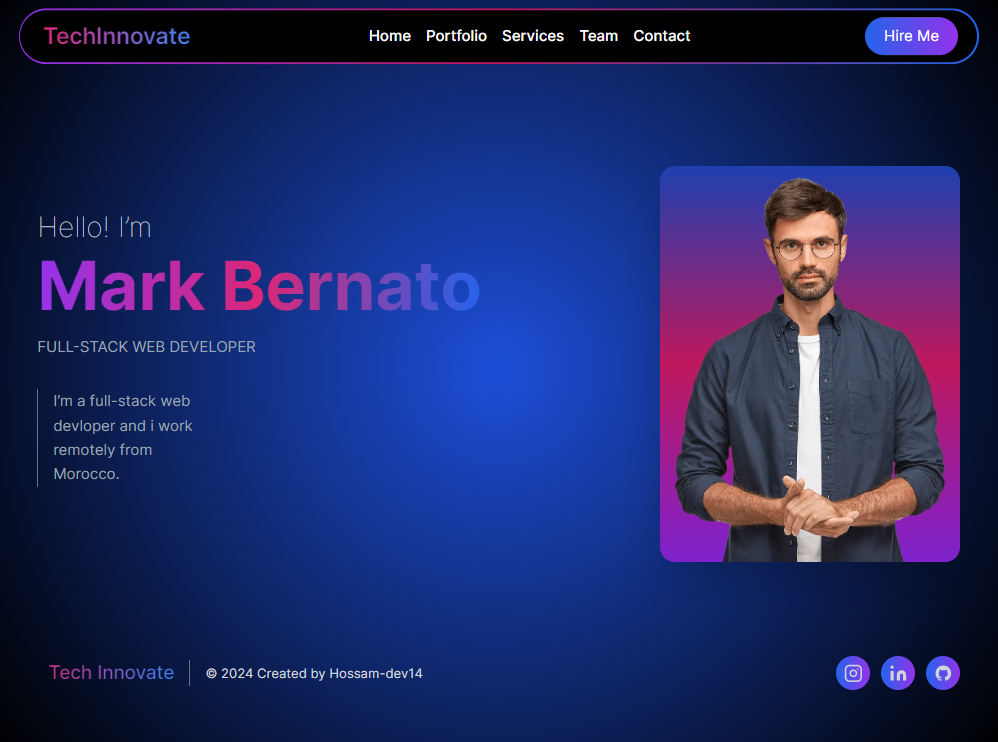 TechInnovate
Home Portfolio Services Team Contact
Hire Me
Hello! I'm
Mark Bernato
FULL-STACK WEB DEVELOPER
I'm a full-stack web
devloper and i work
remotely from
Morocco.
Tech Innovate
© 2024 Created by Hossam-dev14